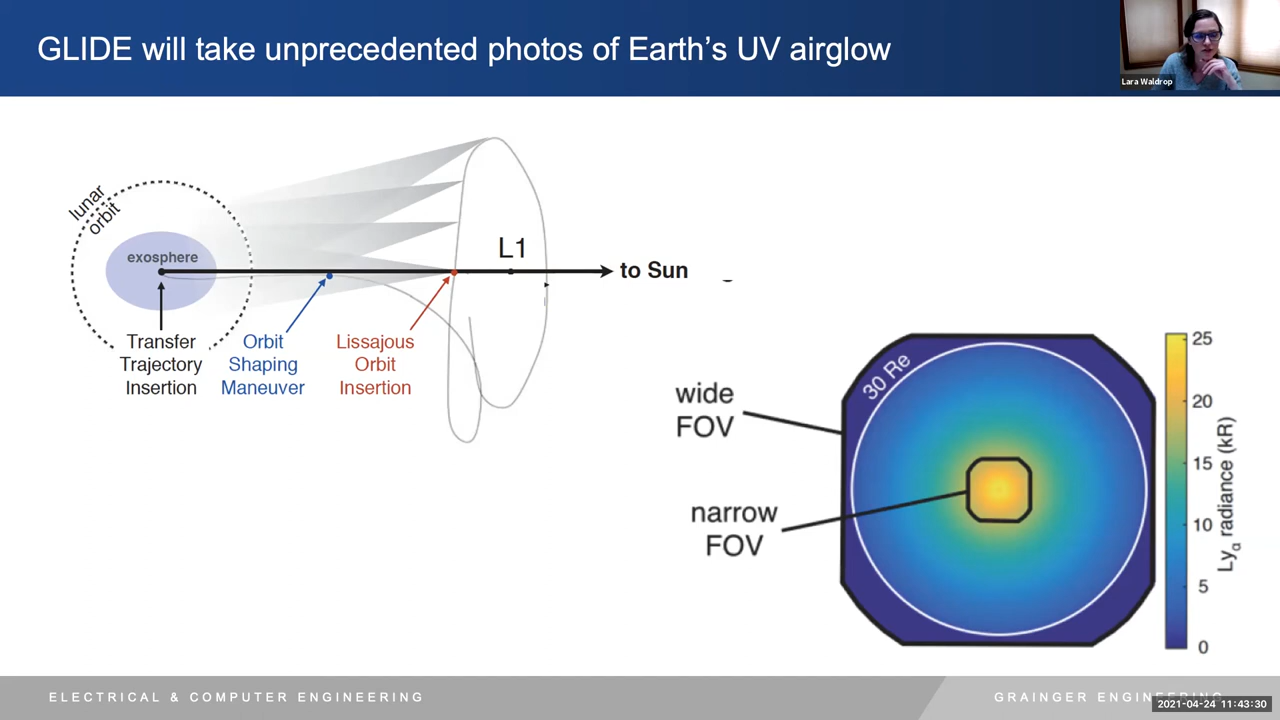 GLIDE will take unprecedented photos of Earth's UV airglow
Lara Waldrop
lunar
orbit
exosphere
L1
to Sun
Transfer
Trajectory
Insertion
Orbit
Shaping
Maneuver
Lissajous
Orbit
Insertion
wide
FOV
narrow
FOV
30 Re
25
20
15
10
5
0
Lyα radiance (kR)
ELECTRICAL & COMPUTER ENGINEERING
GRAINGER ENGINEERING
2021-04-24 11:43:30